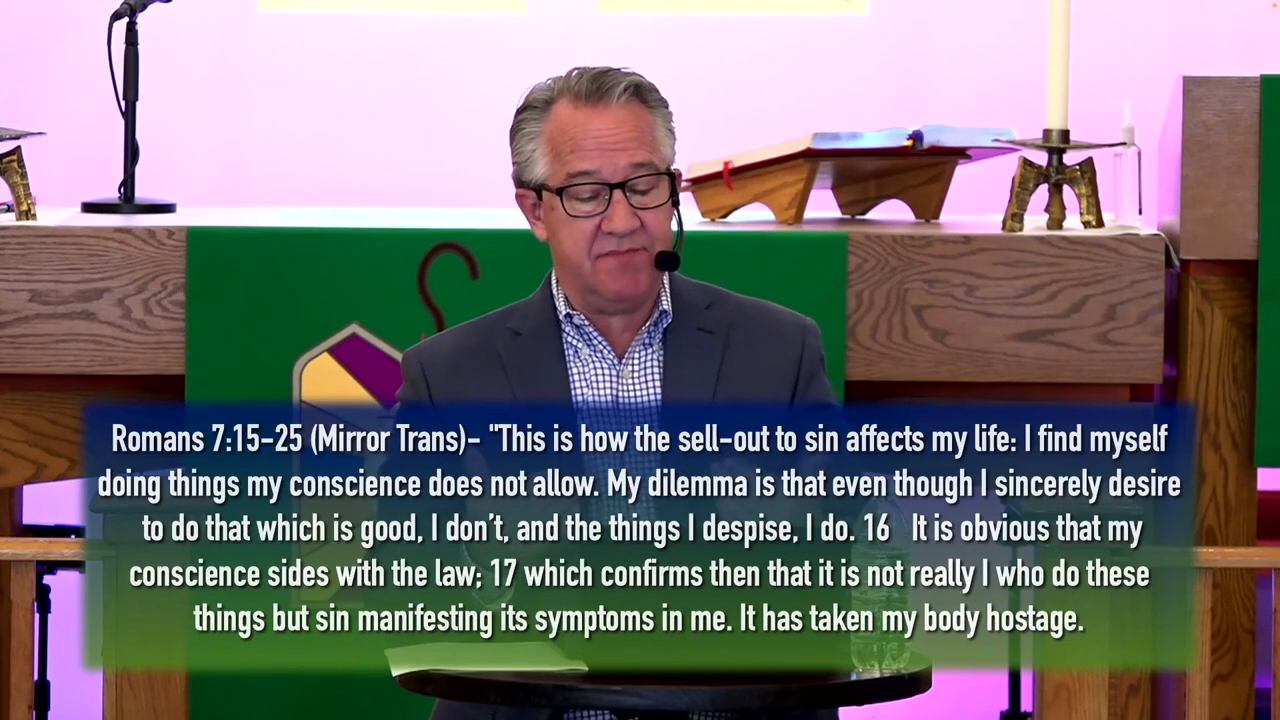 Romans 7:15-25 (Mirror Trans)- "This is how the sell-out to sin affects my life: I find myself
doing things my conscience does not allow. My dilemma is that even though I sincerely desire
to do that which is good, I don't, and the things I despise, I do. 16 It is obvious that my
conscience sides with the law; 17 which confirms then that it is not really I who do these
things but sin manifesting its symptoms in me. It has taken my body hostage.